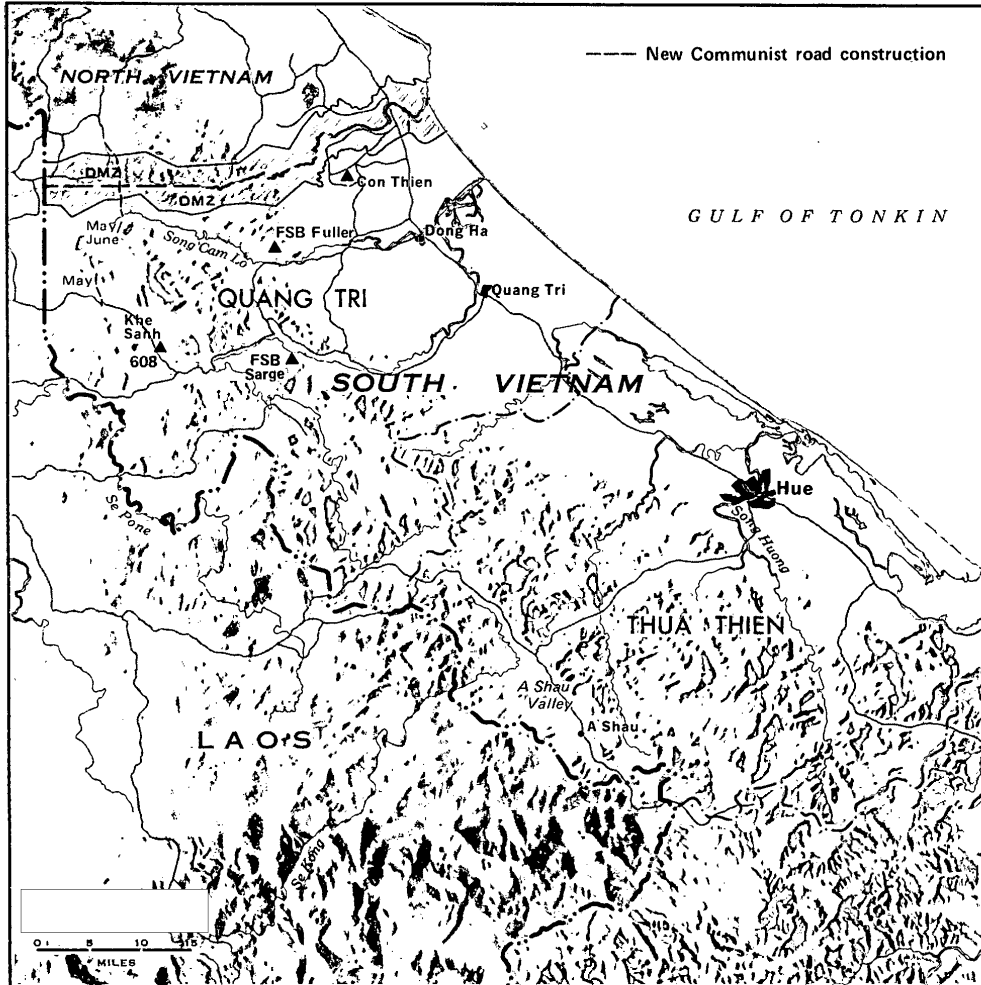 New Communist road construction
NORTH VIETNAM
DMZ
DMZ
Con Thien
GULF OF TONKIN
May/
June
Song Cam Lo
FSB Fuller
Dong Ha
May
QUANG TRI
Quang Tri
Khe
Sanh
608
FSB
Sarge
SOUTH VIETNAM
Hue
Se Pone
Song Huong
THUA THIEN
A Shau
Valley
A Shau
LAOS
Se Kong
0 5 10 15
MILES